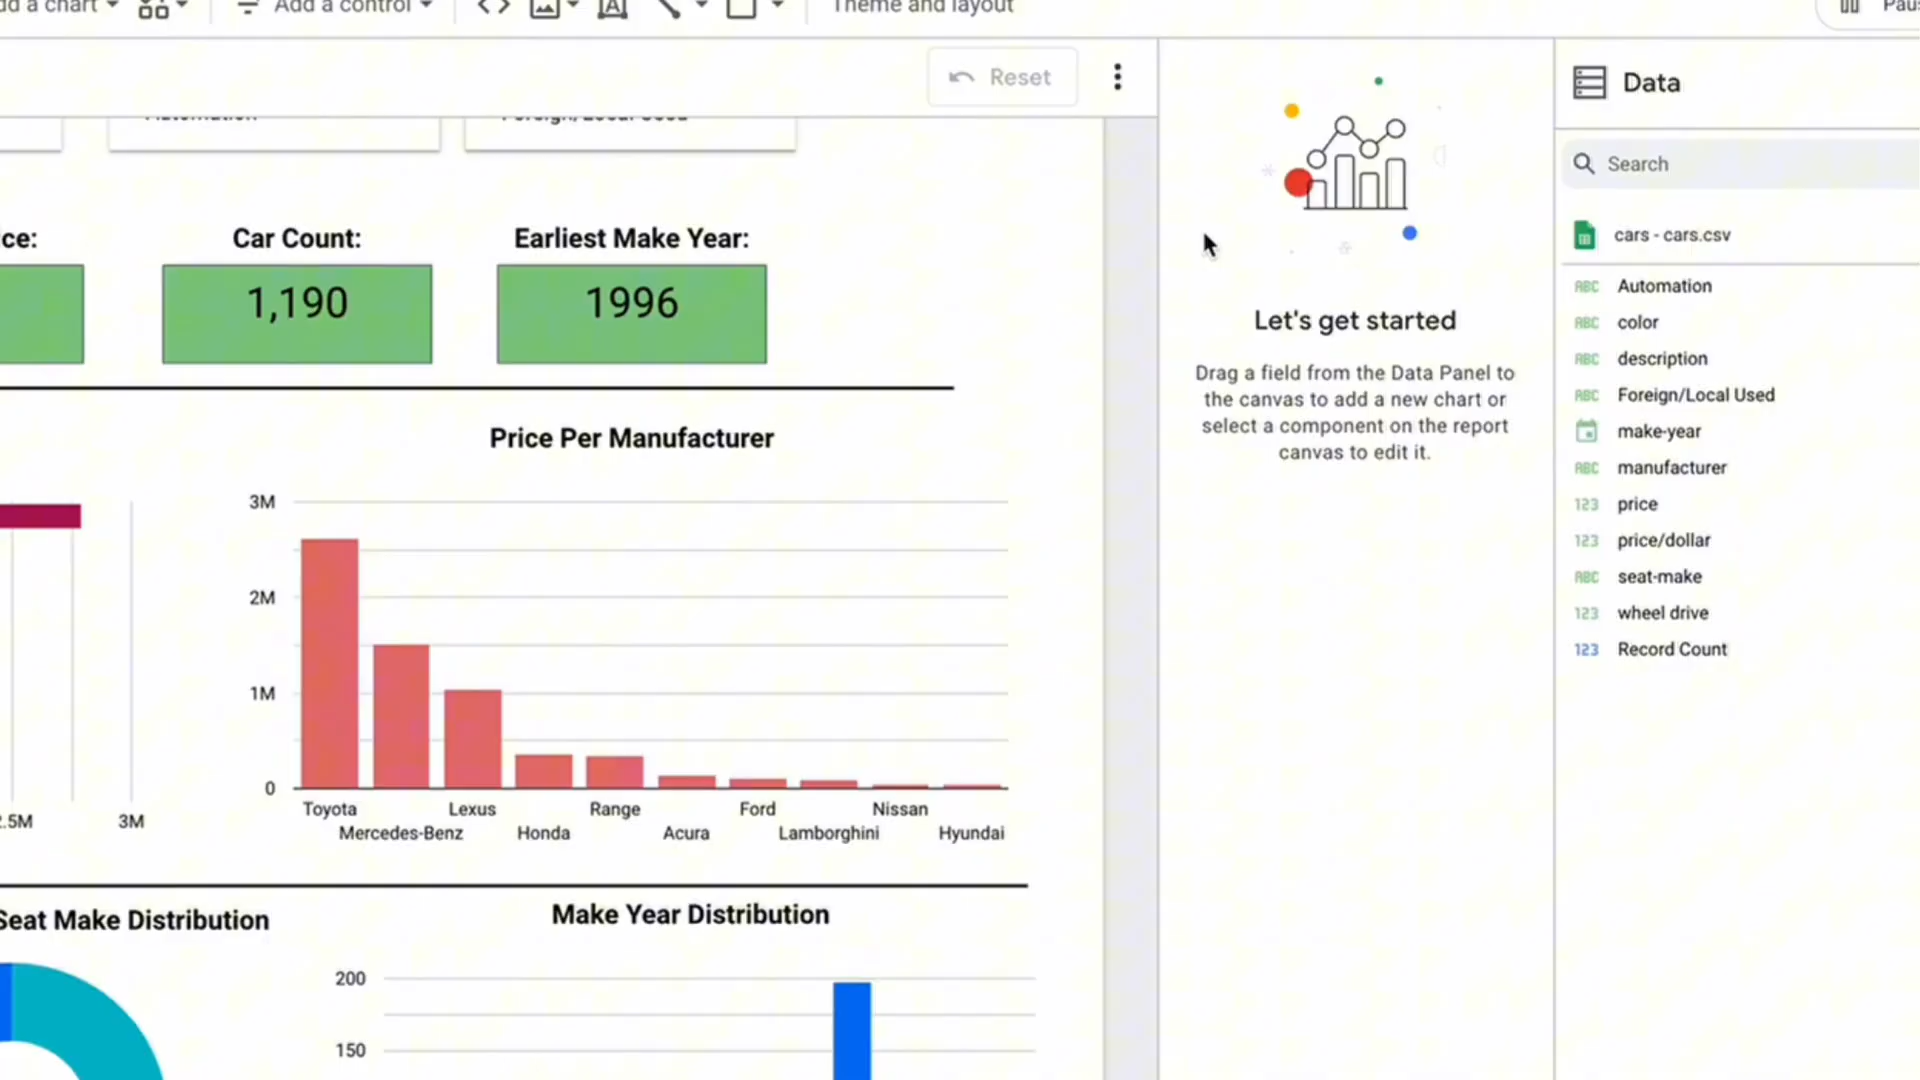 dd a chart
Add a control
Theme and layout
Paus
Reset
Data
Search
cars - cars.csv
Automation
Foreign/Local Used
ce:
Car Count:
Earliest Make Year:
1,190
1996
Let's get started
Drag a field from the Data Panel to
the canvas to add a new chart or
select a component on the report
canvas to edit it.
ABC Automation
ABC color
ABC description
ABC Foreign/Local Used
make-year
ABC manufacturer
123 price
123 price/dollar
ABC seat-make
123 wheel drive
123 Record Count
Price Per Manufacturer
3M
2M
1M
0
Toyota
Mercedes-Benz
Lexus
Honda
Range
Acura
Ford
Lamborghini
Nissan
Hyundai
.5M
3M
Seat Make Distribution
Make Year Distribution
200
150